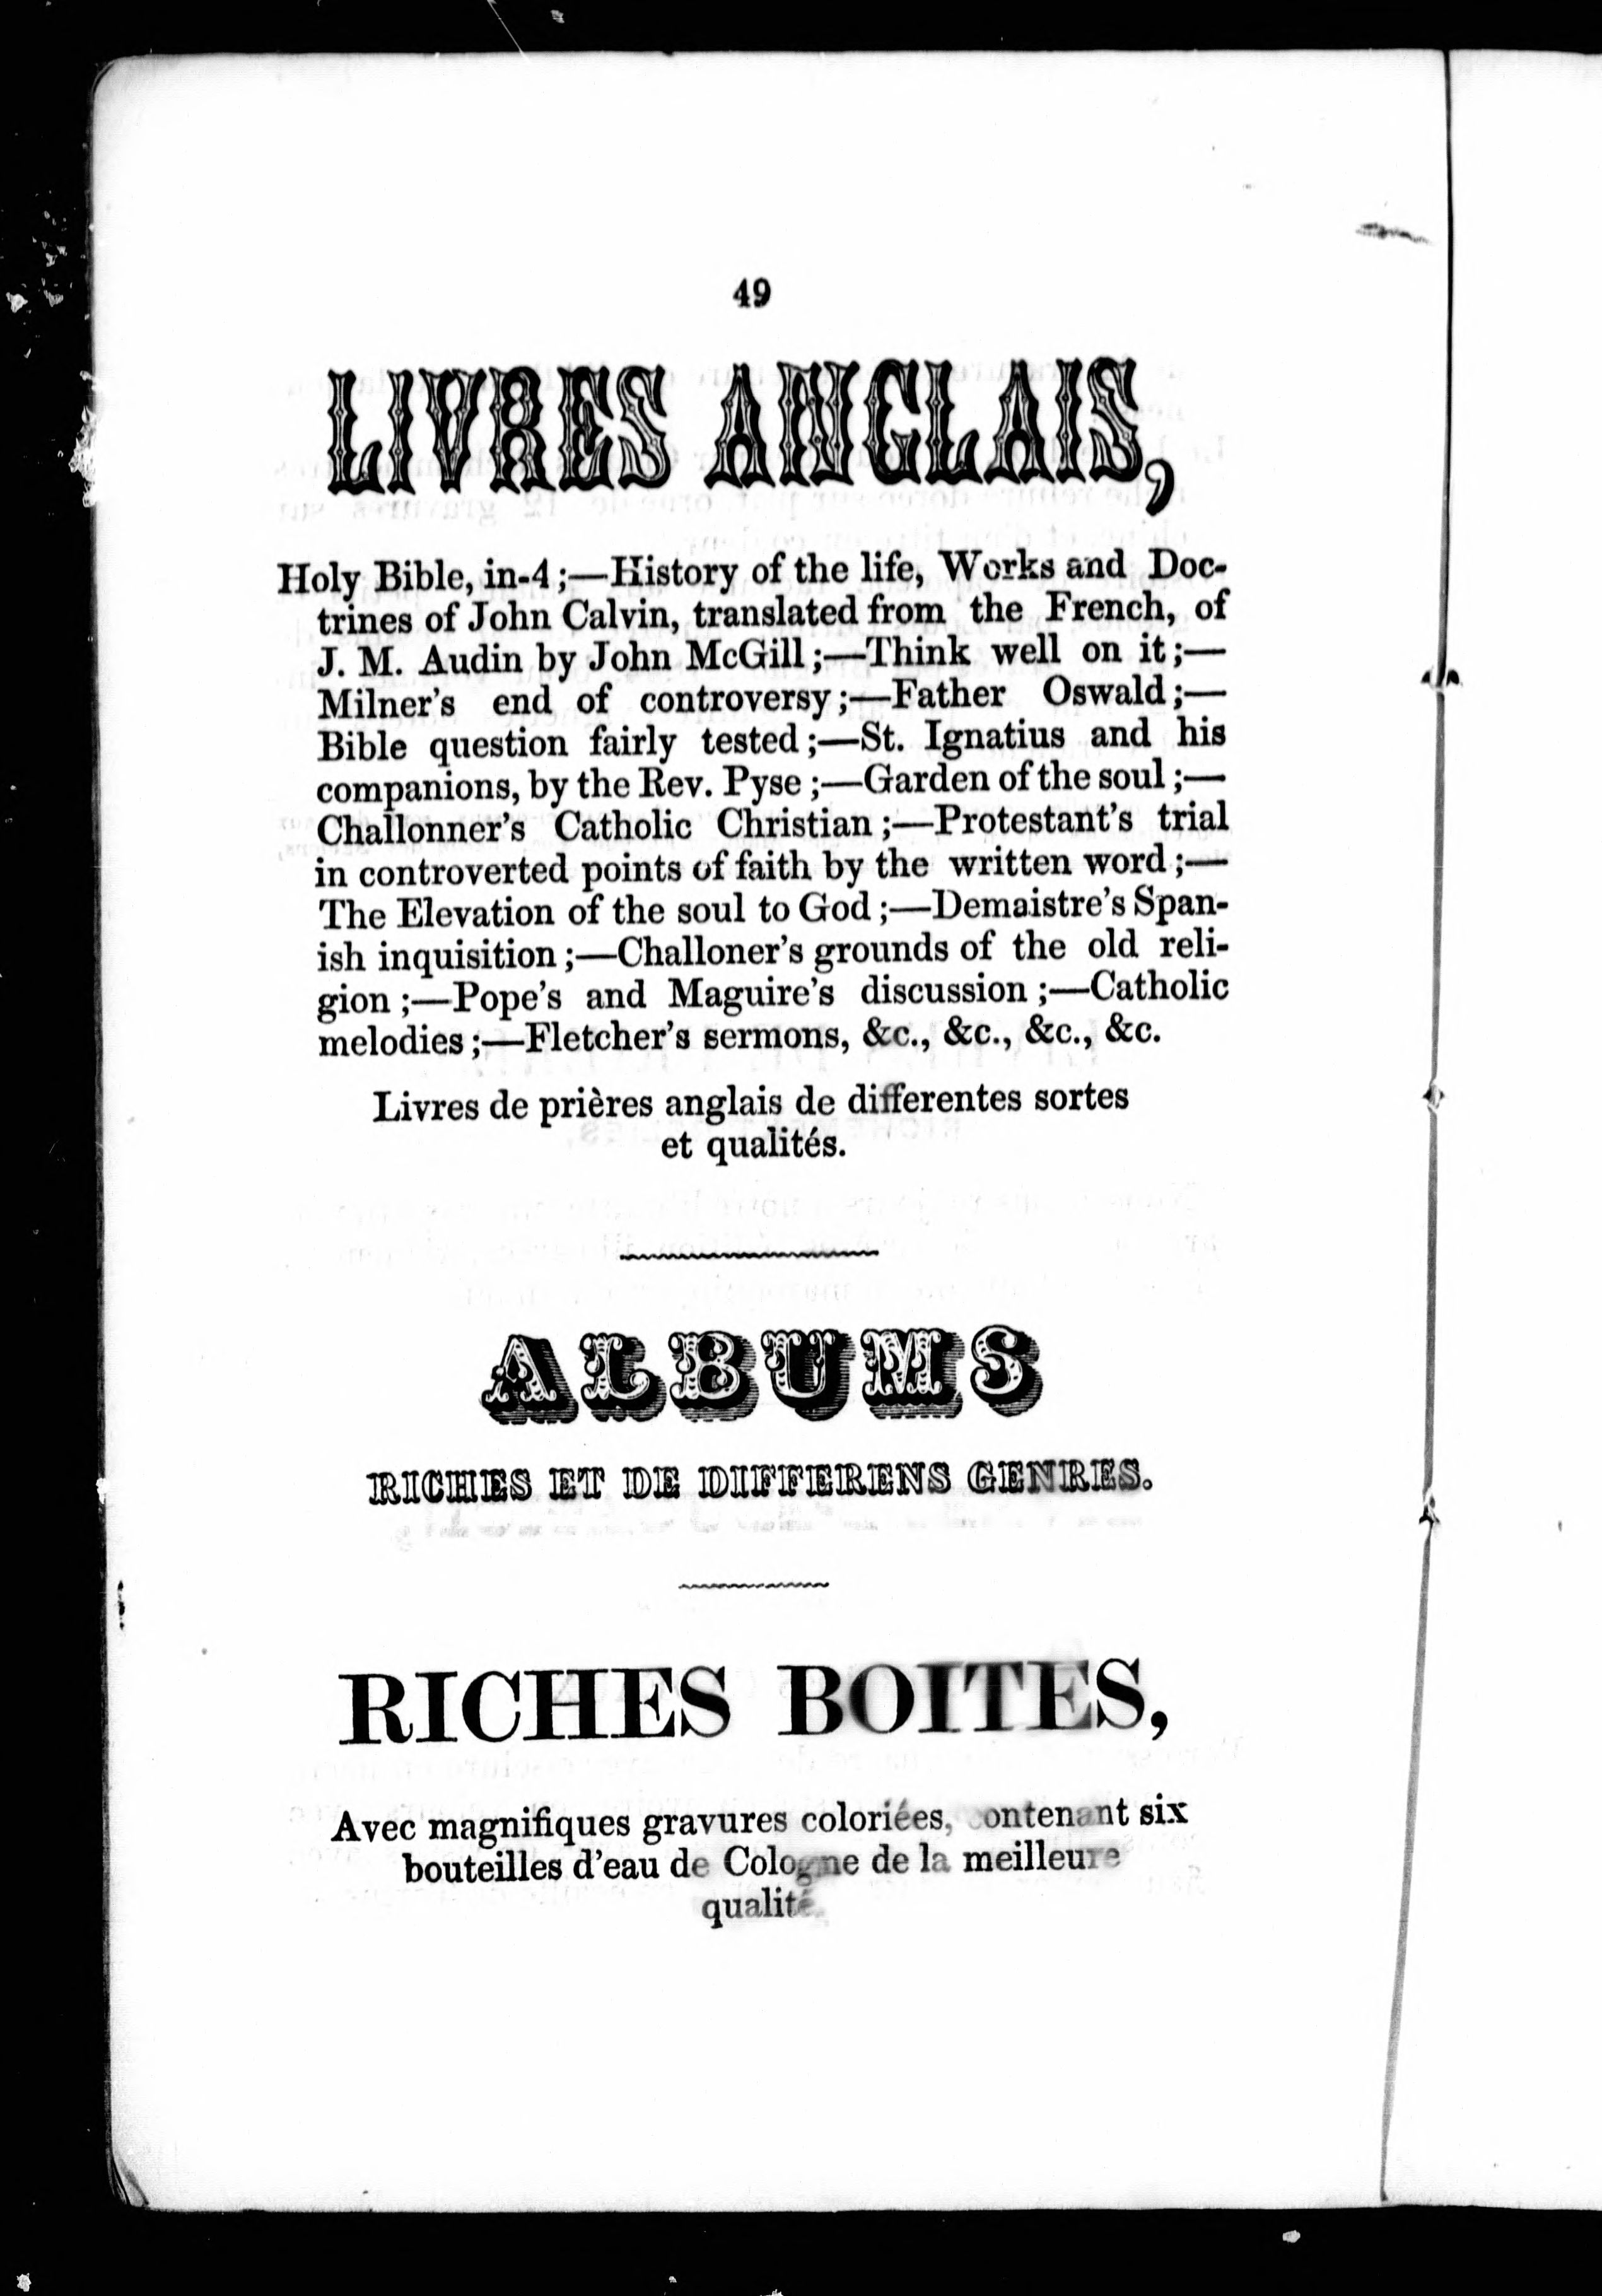 49
LIVRES ANGLAIS,
Holy Bible, in-4 ;—History of the life, Works and Doc-
trines of John Calvin, translated from the French, of
J. M. Audin by John McGill ;—Think well on it ;—
Milner's end of controversy ;—Father Oswald ;—
Bible question fairly tested ;—St. Ignatius and his
companions, by the Rev. Pyse ;—Garden of the soul ;—
Challonner's Catholic Christian ;—Protestant's trial
in controverted points of faith by the written word ;—
The Elevation of the soul to God ;—Demaistre's Span-
ish inquisition ;—Challoner's grounds of the old reli-
gion ;—Pope's and Maguire's discussion ;—Catholic
melodies ;—Fletcher's sermons, &c., &c., &c., &c.
Livres de prières anglais de differentes sortes
et qualités.
ALBUMS
RICHES ET DE DIFFERENS GENRES.
RICHES BOITES,
Avec magnifiques gravures coloriées, contenant six
bouteilles d'eau de Cologne de la meilleure
qualité.